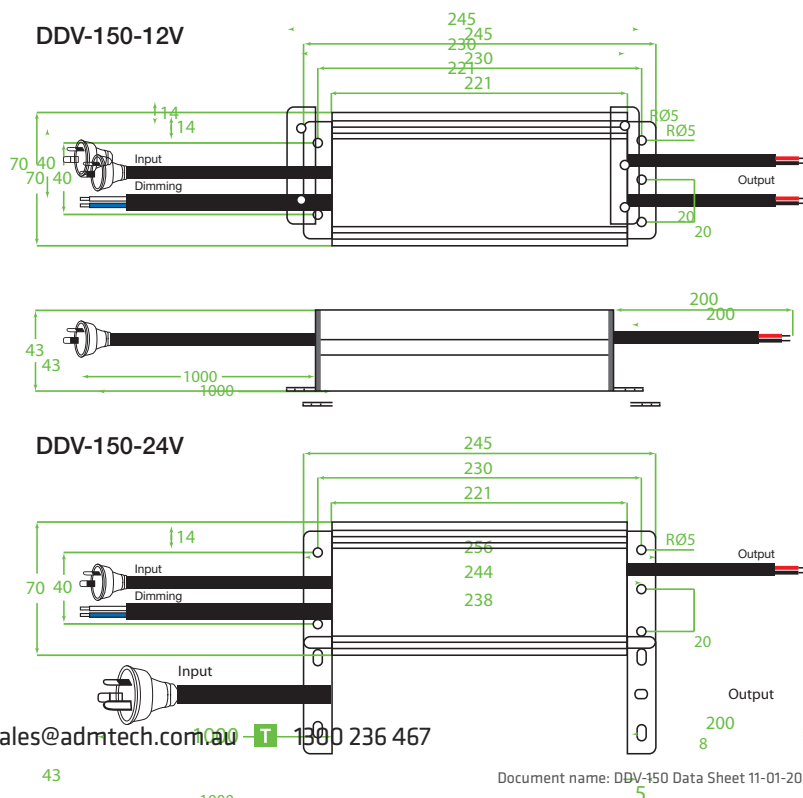 245
DDV-150-12V
245
230
230
221
221
14
14
RØ5
RØ5
70 40
70 40
Input
Dimming
Output
20
20
200
200
43
43
1000
1000
DDV-150-24V
245
230
221
14
RØ5
256
Output
Input
244
70 40
Dimming
238
20
Input
Output
ales@admtech.com.au T 1300 236 467
1000
200
8
43
Document name: DDV-150 Data Sheet 11-01-20
5
1000